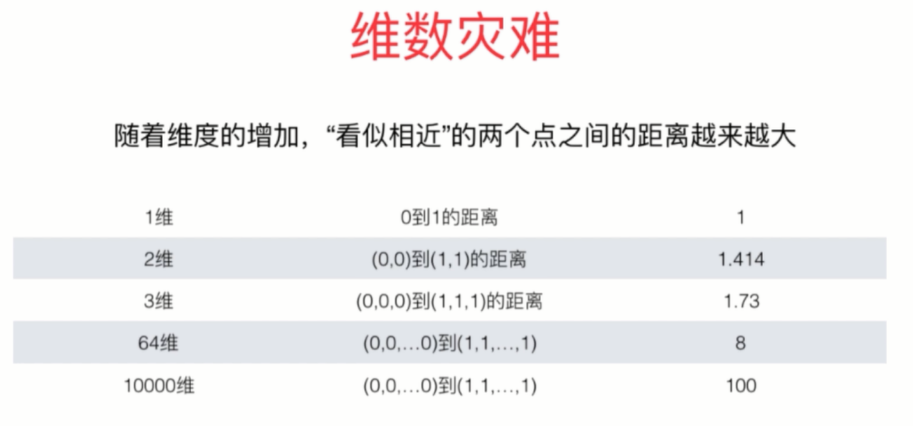 维数灾难
随着维度的增加，“看似相近”的两个点之间的距离越来越大
1维 0到1的距离 1
2维 (0,0)到(1,1)的距离 1.414
3维 (0,0,0)到(1,1,1)的距离 1.73
64维 (0,0,…0)到(1,1,…,1) 8
10000维 (0,0,…0)到(1,1,…,1) 100